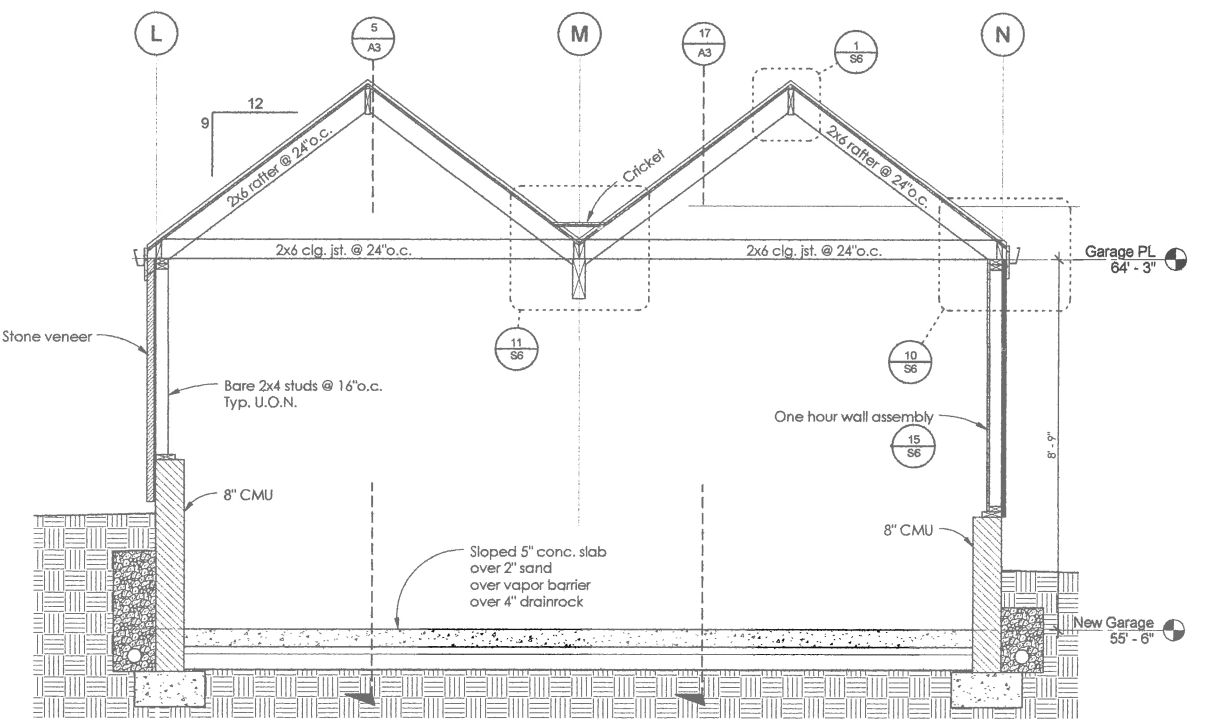 L
5
A3
M
17
A3
1
S6
N
12
9
2x6 rafter @ 24"o.c.
Cricket
2x6 rafter @ 24"o.c.
2x6 clg. jst. @ 24"o.c.
2x6 clg. jst. @ 24"o.c.
Garage PL
64' - 3"
Stone veneer
11
S6
10
S6
Bare 2x4 studs @ 16"o.c.
Typ. U.O.N.
One hour wall assembly
15
S6
8' - 9"
8" CMU
8" CMU
Sloped 5" conc. slab
over 2" sand
over vapor barrier
over 4" drainrock
New Garage
55' - 6"